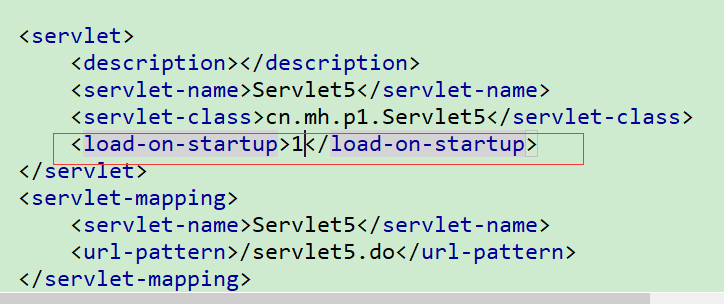 <servlet>
<description></description>
<servlet-name>Servlet5</servlet-name>
<servlet-class>cn.mh.p1.Servlet5</servlet-class>
<load-on-startup>1</load-on-startup>
</servlet>
<servlet-mapping>
<servlet-name>Servlet5</servlet-name>
<url-pattern>/servlet5.do</url-pattern>
</servlet-mapping>